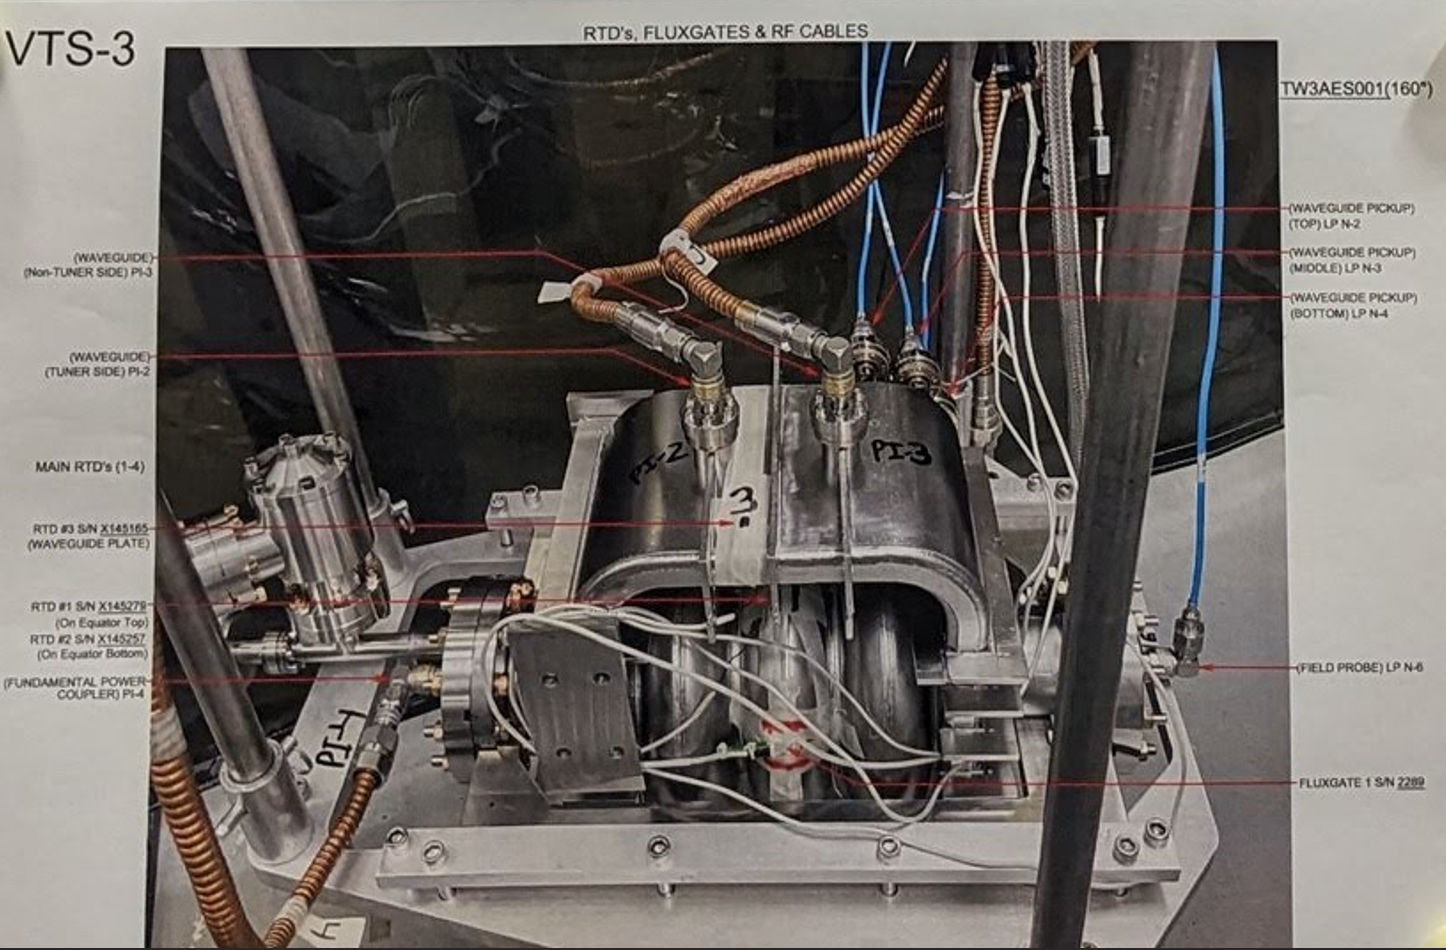 VTS-3
RTD's, FLUXGATES & RF CABLES
TW3AES001(160°)
(WAVEGUIDE PICKUP)
(TOP) LP N-2
(WAVEGUIDE)
(Non-TUNER SIDE) PI-3
(WAVEGUIDE PICKUP)
(MIDDLE) LP N-3
(WAVEGUIDE PICKUP)
(BOTTOM) LP N-4
(WAVEGUIDE)
(TUNER SIDE) PI-2
PI-2
PI-3
MAIN RTD's (1-4)
3
RTD #3 S/N X145165
(WAVEGUIDE PLATE)
RTD #1 S/N X145279
(On Equator Top)
RTD #2 S/N X145257
(On Equator Bottom)
(FIELD PROBE) LP N-6
(FUNDAMENTAL POWER
COUPLER) PI-4
PI-4
FLUXGATE 1 S/N 2289
4